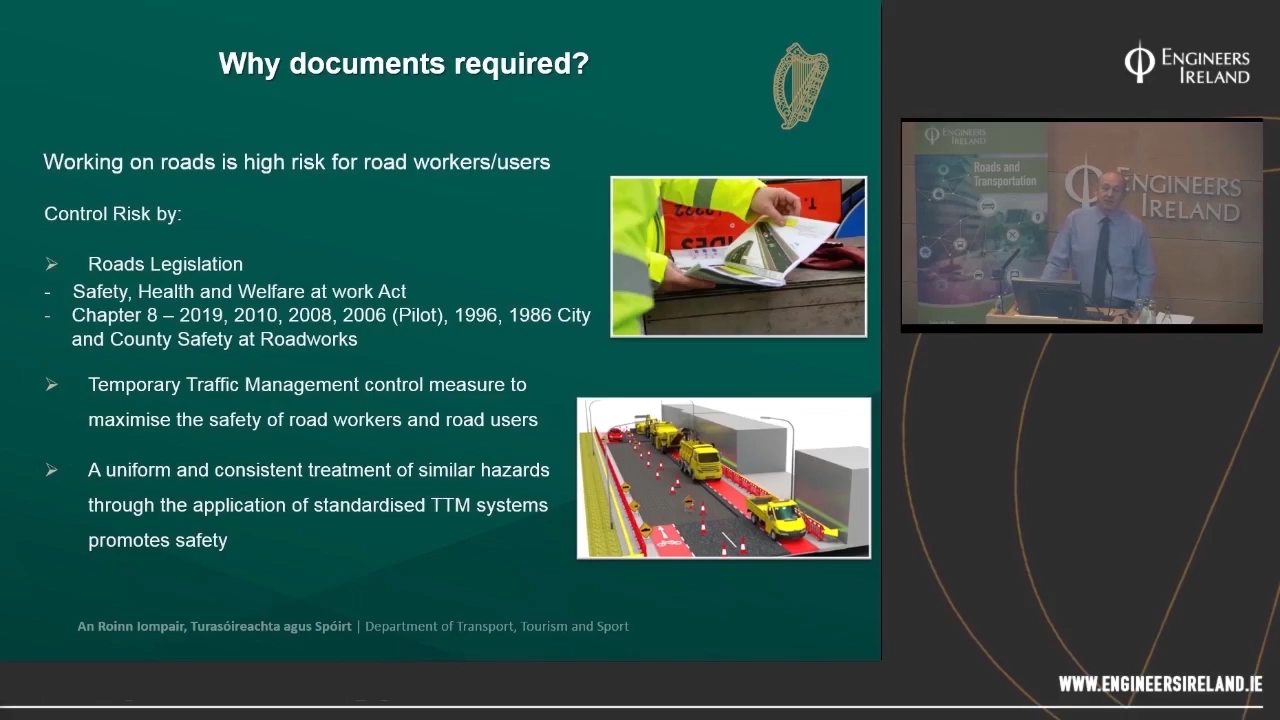 Why documents required?
Working on roads is high risk for road workers/users
Control Risk by:
➢ Roads Legislation
- Safety, Health and Welfare at work Act
- Chapter 8 – 2019, 2010, 2008, 2006 (Pilot), 1996, 1986 City
and County Safety at Roadworks
➢ Temporary Traffic Management control measure to
maximise the safety of road workers and road users
➢ A uniform and consistent treatment of similar hazards
through the application of standardised TTM systems
promotes safety
An Roinn Iompair, Turasóireachta agus Spóirt | Department of Transport, Tourism and Sport
ENGINEERS
IRELAND
ENGINEERS
IRELAND
Roads and
Transportation
ENGINEERS
IRELAND
WWW.ENGINEERSIRELAND.IE